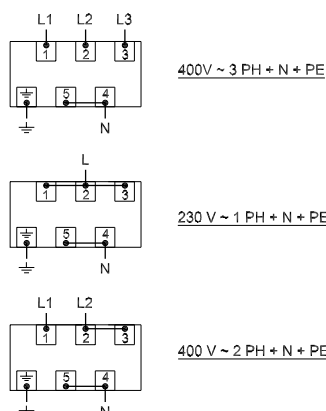 L1 L2 L3
1 2 3
400V ~ 3 PH + N + PE
5 4
N
L
1 2 3
230 V ~ 1 PH + N + PE
5 4
N
L1 L2
1 2 3
400 V ~ 2 PH + N + PE
5 4
N